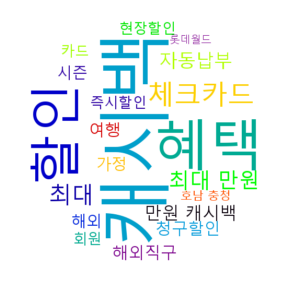 현장할인
롯데월드
카드
자동납부
시즌
즉시할인
체크카드
할인
캐시백
혜택
여행
가정
최대
최대 만원
호남 충청
해외
만원 캐시백
청구할인
회원
해외직구